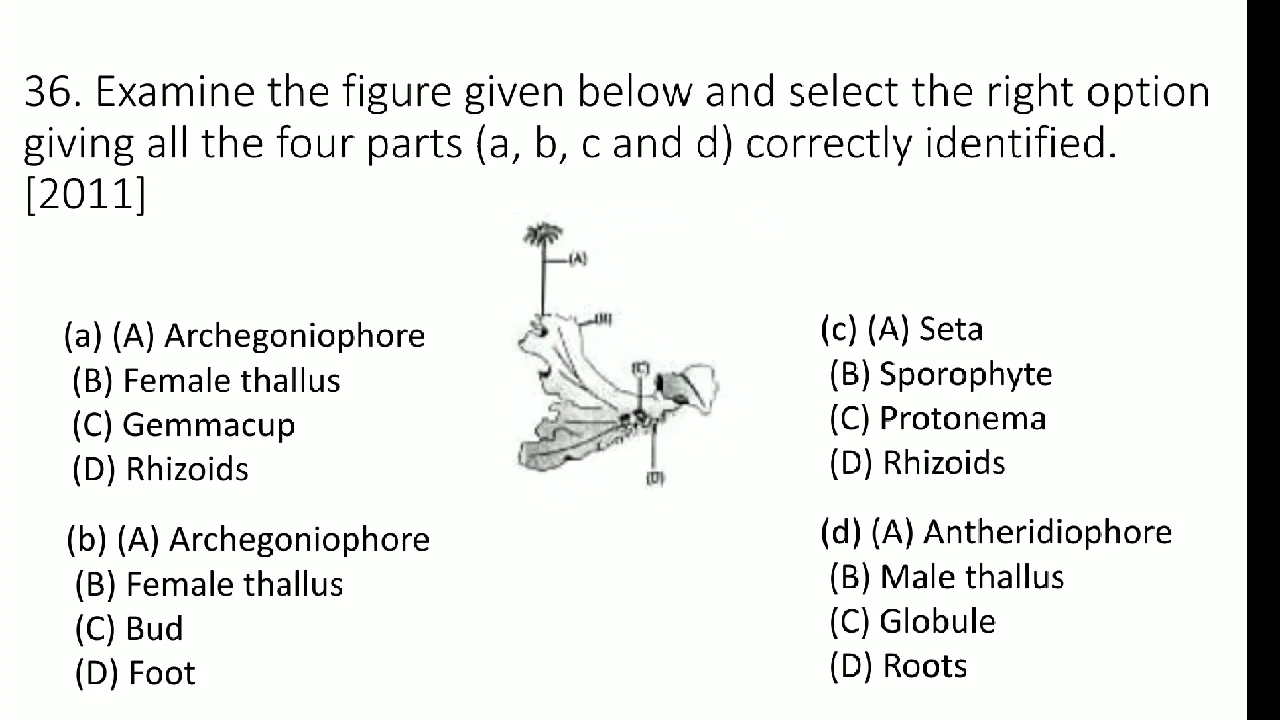 36. Examine the figure given below and select the right option
giving all the four parts (a, b, c and d) correctly identified.
[2011]
(A)
(B)
(C)
(D)
(a) (A) Archegoniophore
(B) Female thallus
(C) Gemmacup
(D) Rhizoids
(b) (A) Archegoniophore
(B) Female thallus
(C) Bud
(D) Foot
(c) (A) Seta
(B) Sporophyte
(C) Protonema
(D) Rhizoids
(d) (A) Antheridiophore
(B) Male thallus
(C) Globule
(D) Roots